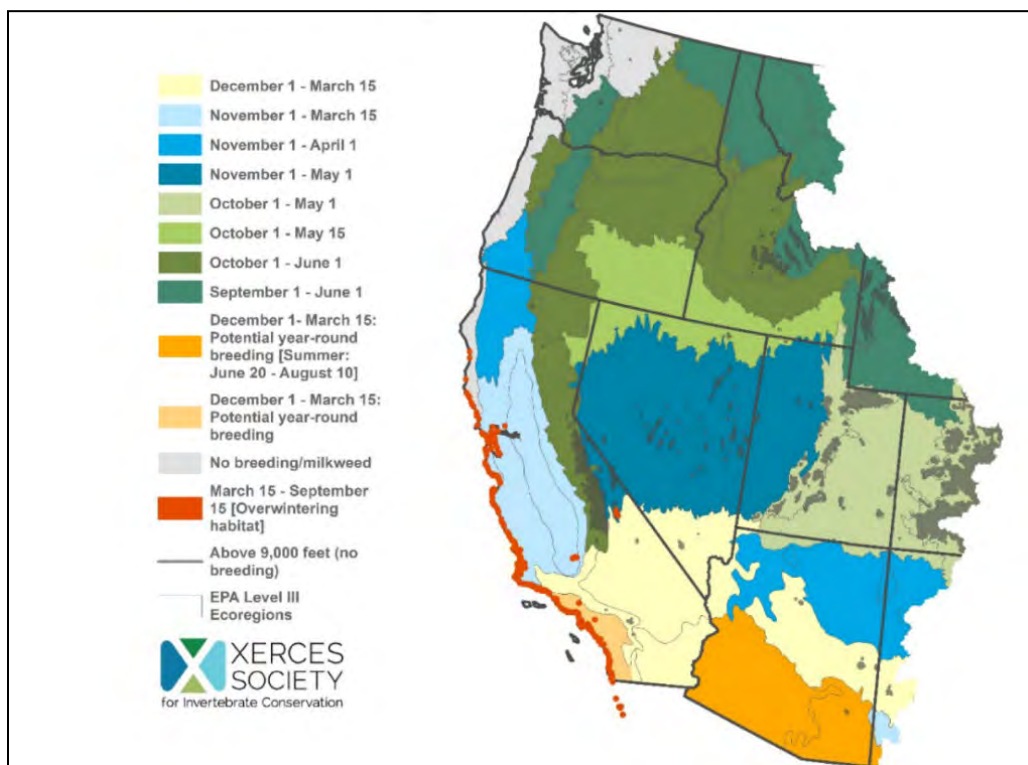 December 1 - March 15
November 1 - March 15
November 1 - April 1
November 1 - May 1
October 1 - May 1
October 1 - May 15
October 1 - June 1
September 1 - June 1
December 1- March 15:
Potential year-round
breeding [Summer:
June 20 - August 10]
December 1 - March 15:
Potential year-round
breeding
No breeding/milkweed
March 15 - September
15 [Overwintering
habitat]
Above 9,000 feet (no
breeding)
EPA Level III
Ecoregions
XERCES
SOCIETY
for Invertebrate Conservation